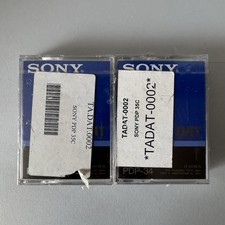 SONY
TADAT.0002
SONY PDP 35C
SONY
TADAT-0002
SONY PDP 35C
*TADAT-0002*
PDP-34